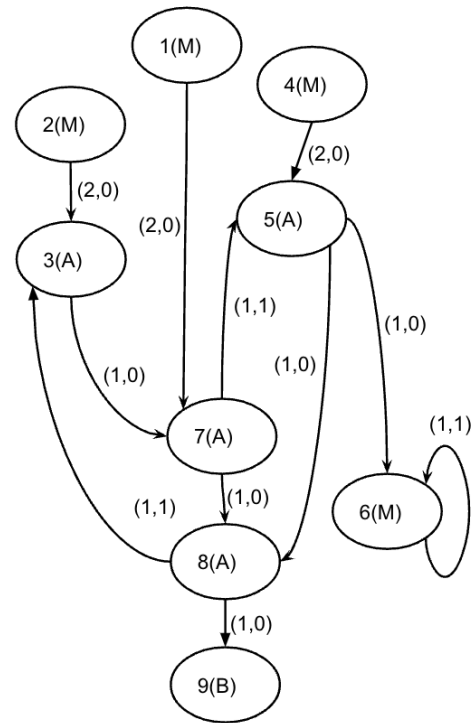 1(M)
4(M)
2(M)
(2,0)
(2,0)
5(A)
(2,0)
3(A)
(1,1)
(1,0)
(1,0)
(1,0)
7(A)
(1,1)
(1,0)
(1,1)
6(M)
8(A)
(1,0)
9(B)